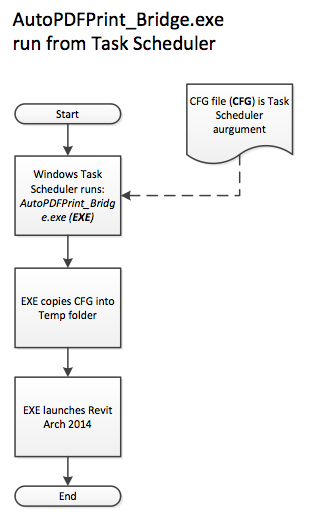 AutoPDFPrint_Bridge.exe
run from Task Scheduler
Start
CFG file (CFG) is Task
Scheduler
aurgument
Windows Task
Scheduler runs:
AutoPDFPrint_Bridg
e.exe (EXE)
EXE copies CFG into
Temp folder
EXE launches Revit
Arch 2014
End